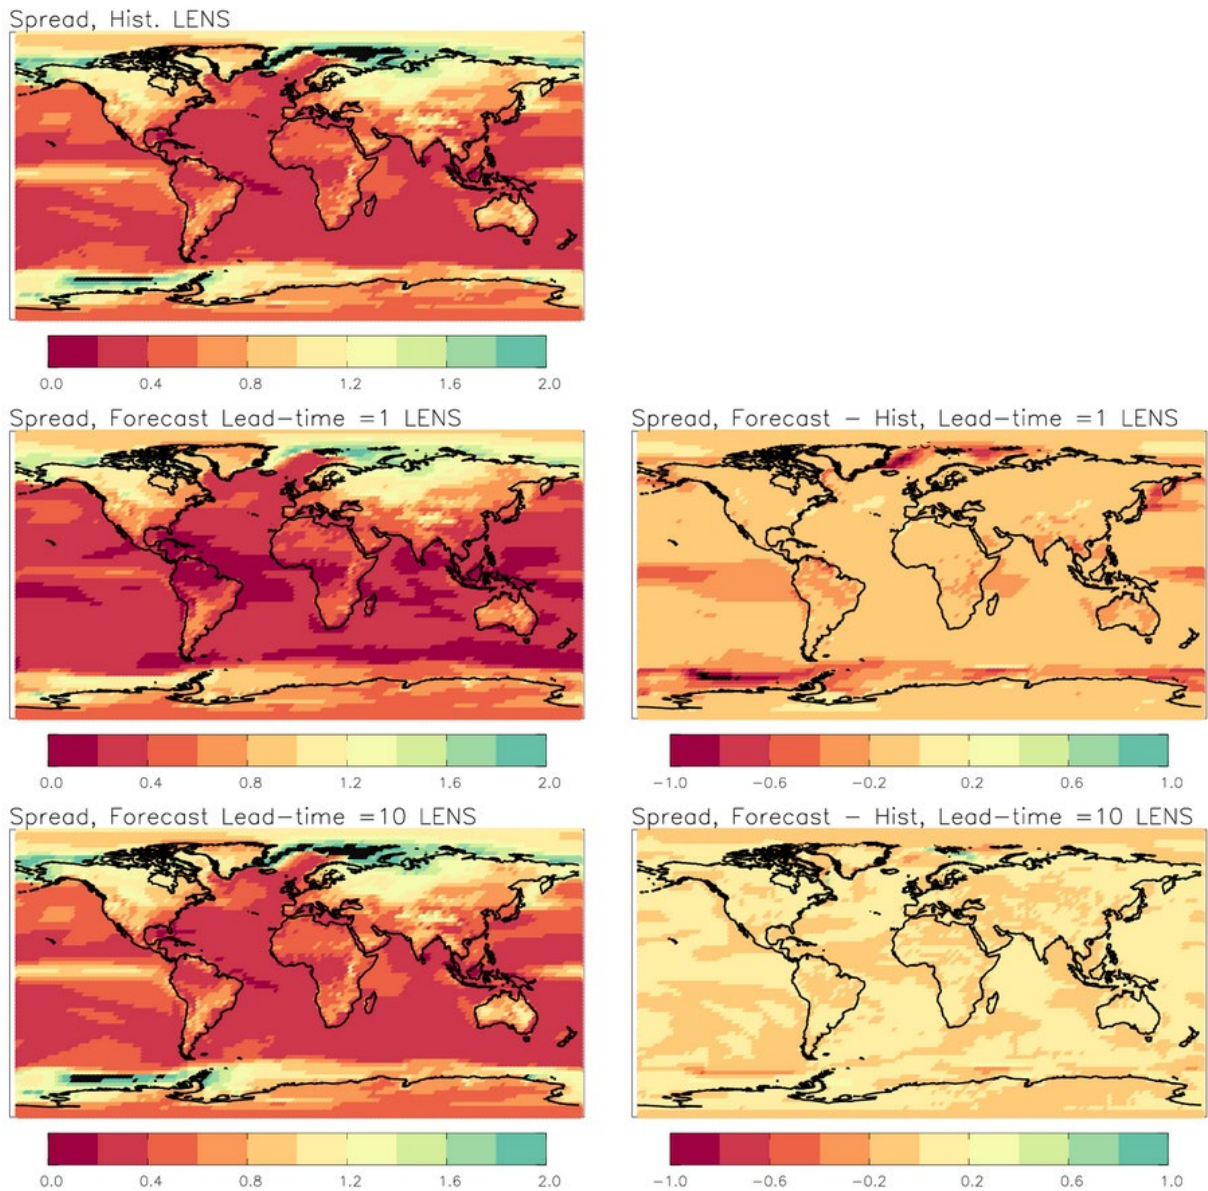 Spread, Hist. LENS
0.0 0.4 0.8 1.2 1.6 2.0
Spread, Forecast Lead-time =1 LENS
0.0 0.4 0.8 1.2 1.6 2.0
Spread, Forecast - Hist, Lead-time =1 LENS
-1.0 -0.6 -0.2 0.2 0.6 1.0
Spread, Forecast Lead-time =10 LENS
0.0 0.4 0.8 1.2 1.6 2.0
Spread, Forecast - Hist, Lead-time =10 LENS
-1.0 -0.6 -0.2 0.2 0.6 1.0